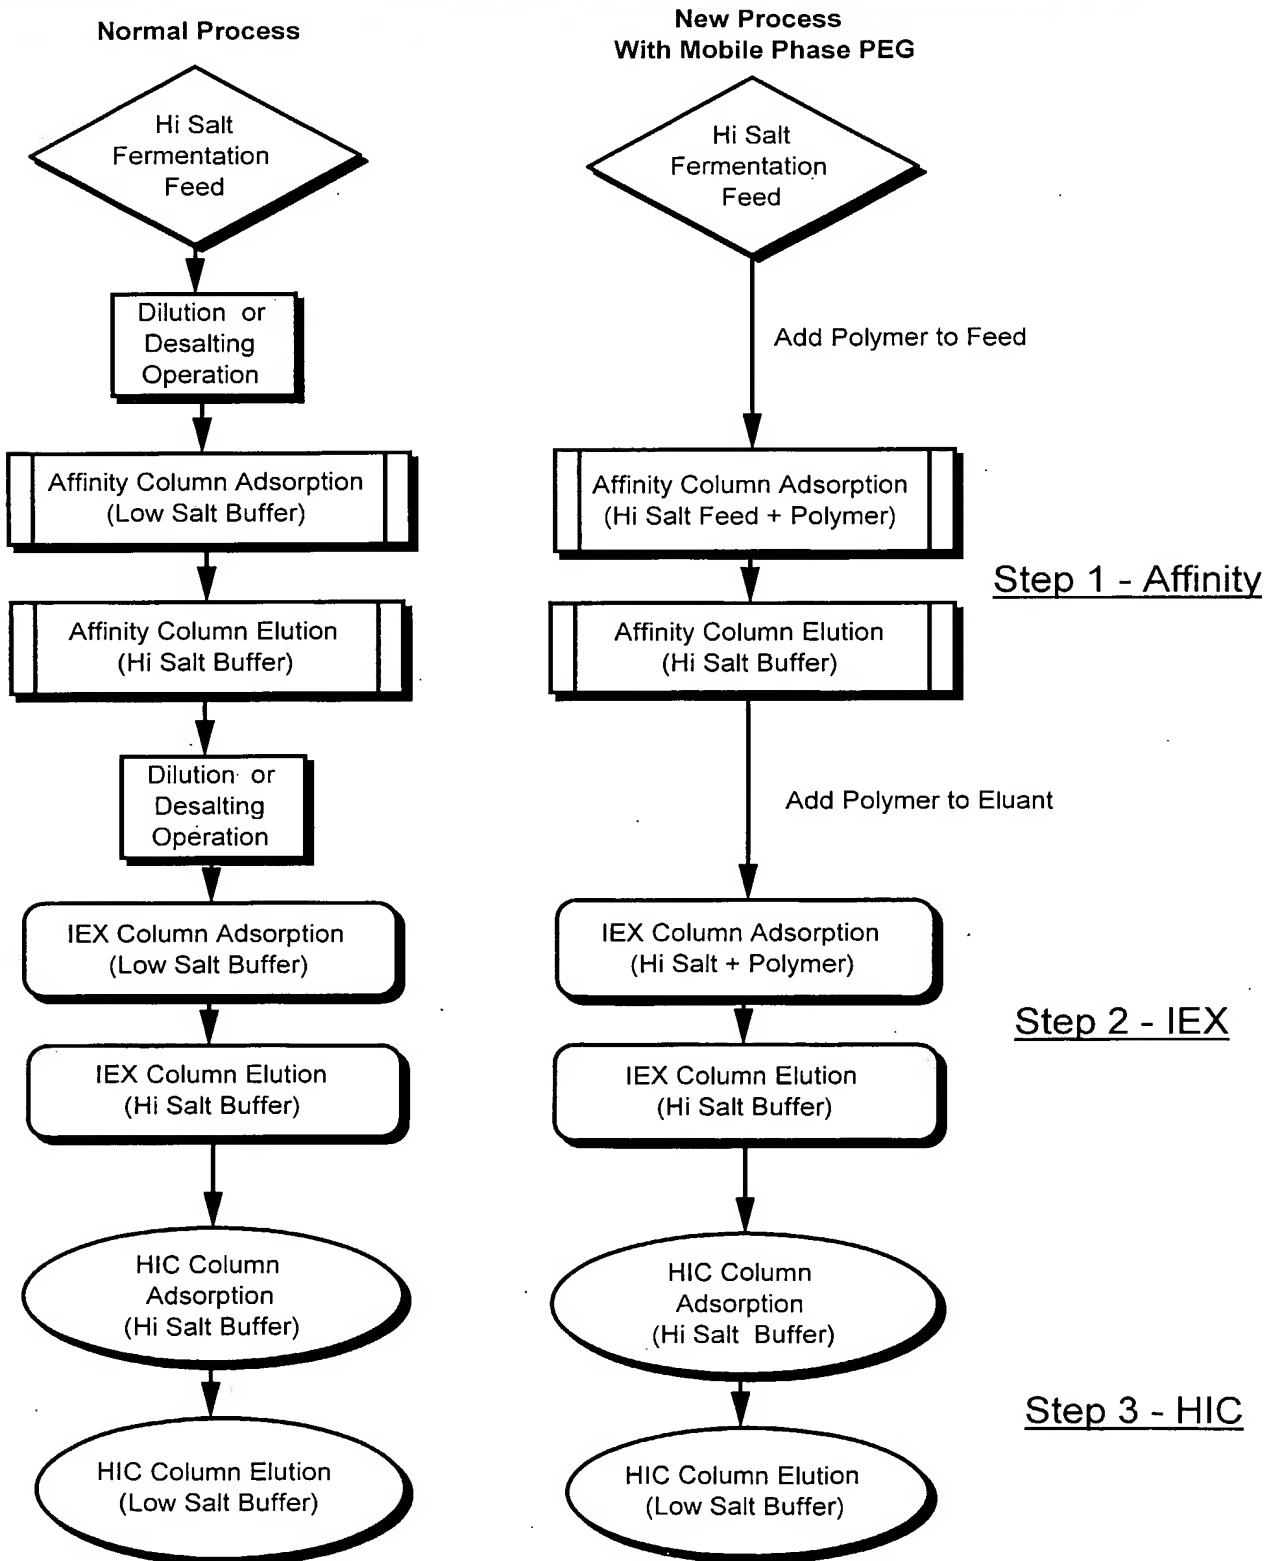 Normal Process
Hi Salt
Fermentation
Feed
Dilution or
Desalting
Operation
Affinity Column Adsorption
(Low Salt Buffer)
Affinity Column Elution
(Hi Salt Buffer)
Dilution or
Desalting
Operation
IEX Column Adsorption
(Low Salt Buffer)
IEX Column Elution
(Hi Salt Buffer)
HIC Column
Adsorption
(Hi Salt Buffer)
HIC Column Elution
(Low Salt Buffer)
New Process
With Mobile Phase PEG
Hi Salt
Fermentation
Feed
Add Polymer to Feed
Affinity Column Adsorption
(Hi Salt Feed + Polymer)
Affinity Column Elution
(Hi Salt Buffer)
Add Polymer to Eluant
IEX Column Adsorption
(Hi Salt + Polymer)
IEX Column Elution
(Hi Salt Buffer)
HIC Column
Adsorption
(Hi Salt Buffer)
HIC Column Elution
(Low Salt Buffer)
Step 1 - Affinity
Step 2 - IEX
Step 3 - HIC